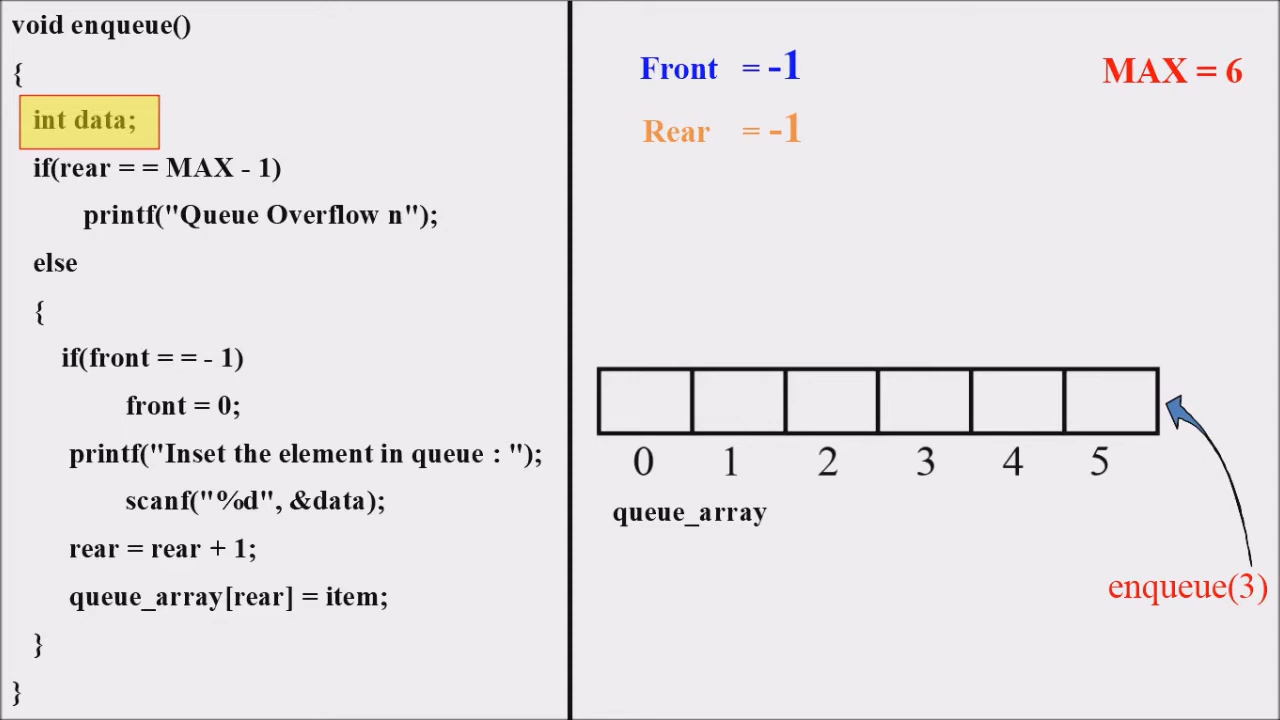 void enqueue()
{
int data;
if(rear = = MAX - 1)
printf("Queue Overflow n");
else
{
if(front = = - 1)
front = 0;
printf("Inset the element in queue : ");
scanf("%d", &data);
rear = rear + 1;
queue_array[rear] = item;
}
}
Front = -1
MAX = 6
Rear = -1
0 1 2 3 4 5
queue_array
enqueue(3)